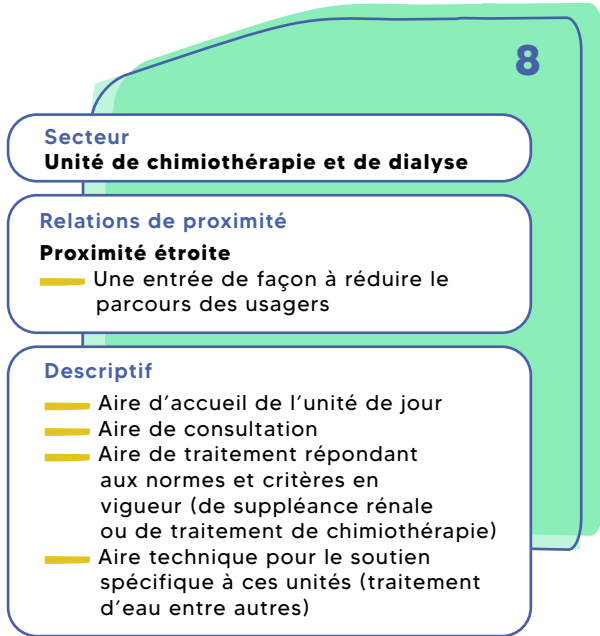 8
Secteur
Unité de chimiothérapie et de dialyse
Relations de proximité
Proximité étroite
Une entrée de façon à réduire le
parcours des usagers
Descriptif
Aire d’accueil de l’unité de jour
Aire de consultation
Aire de traitement répondant
aux normes et critères en
vigueur (de suppléance rénale
ou de traitement de chimiothérapie)
Aire technique pour le soutien
spécifique à ces unités (traitement
d’eau entre autres)